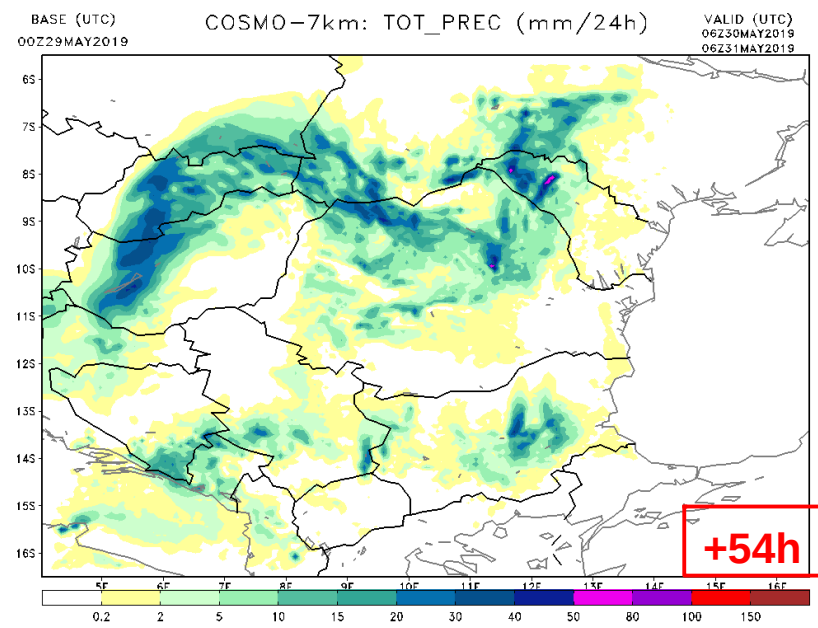 BASE (UTC)
00Z29MAY2019
COSMO-7km: TOT_PREC (mm/24h)
VALID (UTC)
06Z30MAY2019
06Z31MAY2019
6S
7S
8S
9S
10S
11S
12S
13S
14S
15S
16S
+54h
5E 6E 7E 8E 9E 10E 11E 12E 13E 14E 15E 16E
0.2 2 5 10 15 20 30 40 50 80 100 150